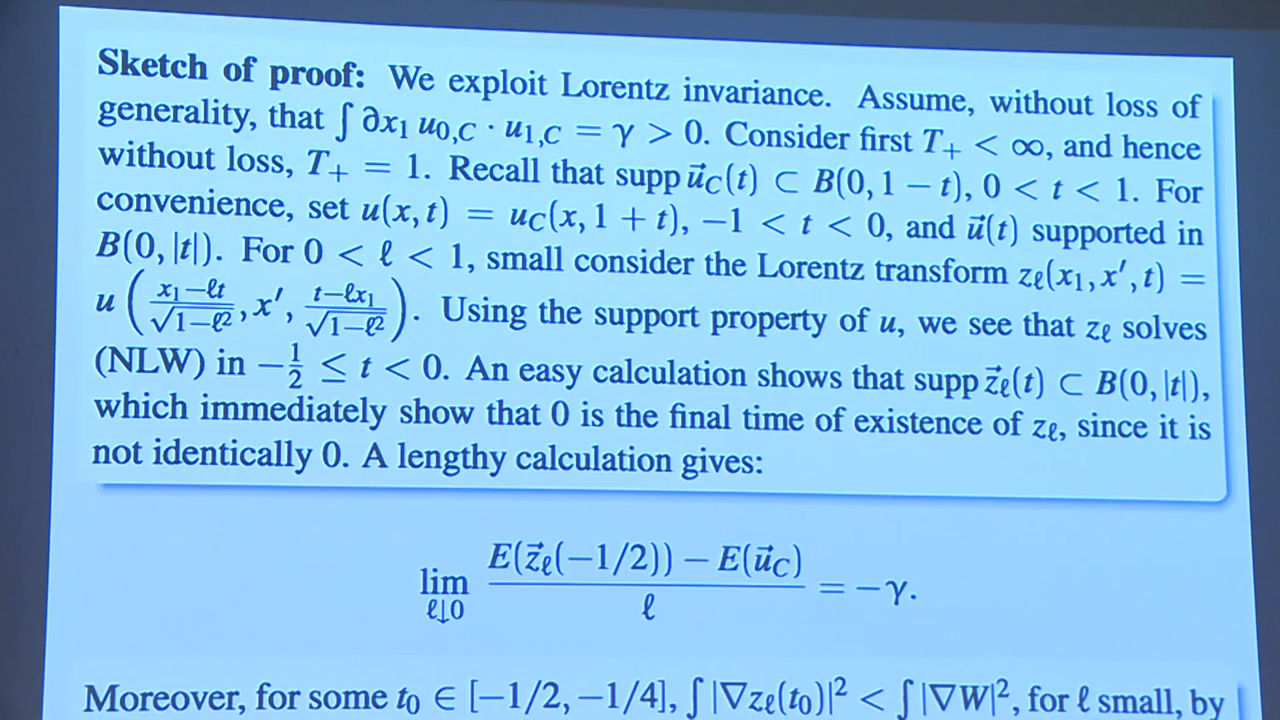 Sketch of proof: We exploit Lorentz invariance. Assume, without loss of
generality, that ∫ ∂x₁ u₀,C · u₁,C = γ > 0. Consider first T₊ < ∞, and hence
without loss, T₊ = 1. Recall that supp u⃗C(t) ⊂ B(0, 1 − t), 0 < t < 1. For
convenience, set u(x, t) = uC(x, 1 + t), −1 < t < 0, and u⃗(t) supported in
B(0, |t|). For 0 < ℓ < 1, small consider the Lorentz transform zℓ(x₁, x′, t) =
u( (x₁−ℓt)/√(1−ℓ²), x′, (t−ℓx₁)/√(1−ℓ²) ). Using the support property of u, we see that zℓ solves
(NLW) in −1/2 ≤ t < 0. An easy calculation shows that supp z⃗ℓ(t) ⊂ B(0, |t|),
which immediately show that 0 is the final time of existence of zℓ, since it is
not identically 0. A lengthy calculation gives:
lim ℓ↓0 (E(z⃗ℓ(−1/2)) − E(u⃗C))/ℓ = −γ.
Moreover, for some t₀ ∈ [−1/2, −1/4], ∫ |∇zℓ(t₀)|² < ∫ |∇W|², for ℓ small, by